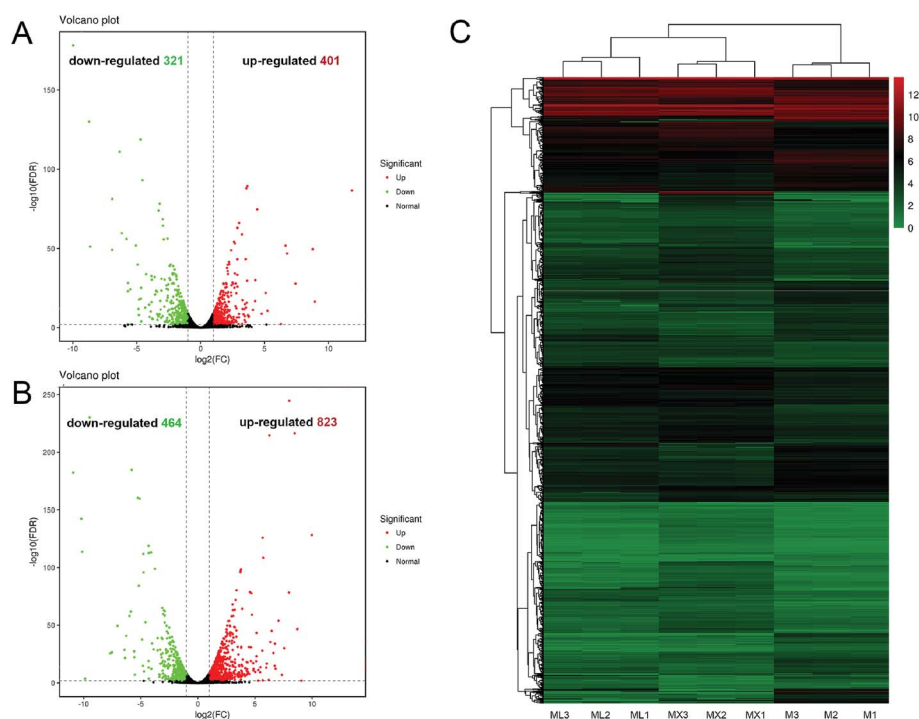 A
Volcano plot
down-regulated 321
up-regulated 401
150
100
50
0
-log10(FDR)
-10
-5
0
5
10
log2(FC)
Significant
Up
Down
Normal
B
Volcano plot
down-regulated 464
up-regulated 823
250
200
150
100
50
0
-log10(FDR)
-10
-5
0
5
10
log2(FC)
Significant
Up
Down
Normal
C
12
10
8
6
4
2
0
ML3 ML2 ML1 MX3 MX2 MX1 M3 M2 M1